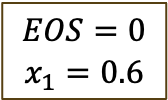 EOS = 0
x₁ = 0.6